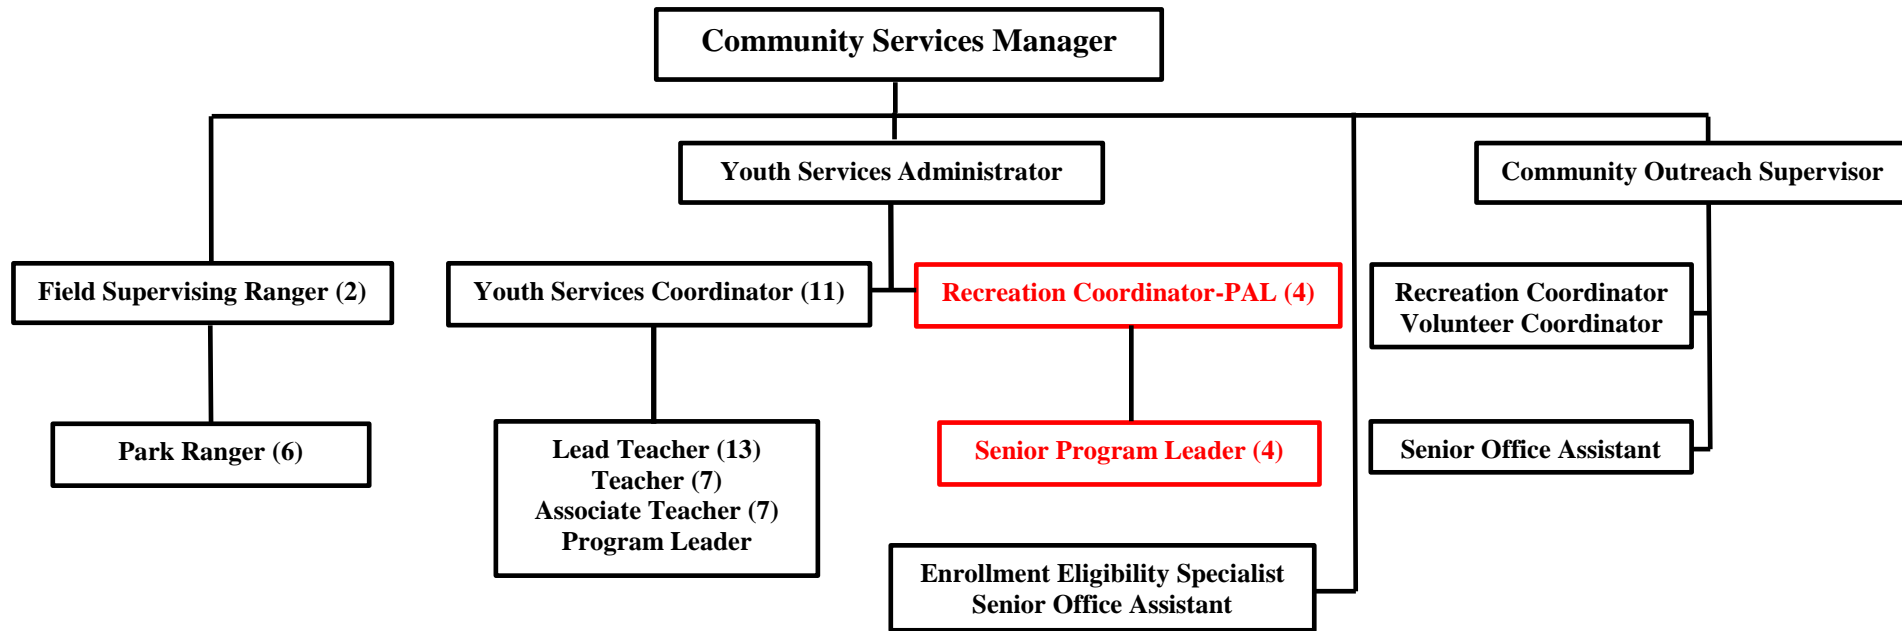 Community Services Manager
Youth Services Administrator
Community Outreach Supervisor
Field Supervising Ranger (2)
Youth Services Coordinator (11)
Recreation Coordinator-PAL (4)
Recreation Coordinator
Volunteer Coordinator
Park Ranger (6)
Lead Teacher (13)
Teacher (7)
Associate Teacher (7)
Program Leader
Senior Program Leader (4)
Senior Office Assistant
Enrollment Eligibility Specialist
Senior Office Assistant